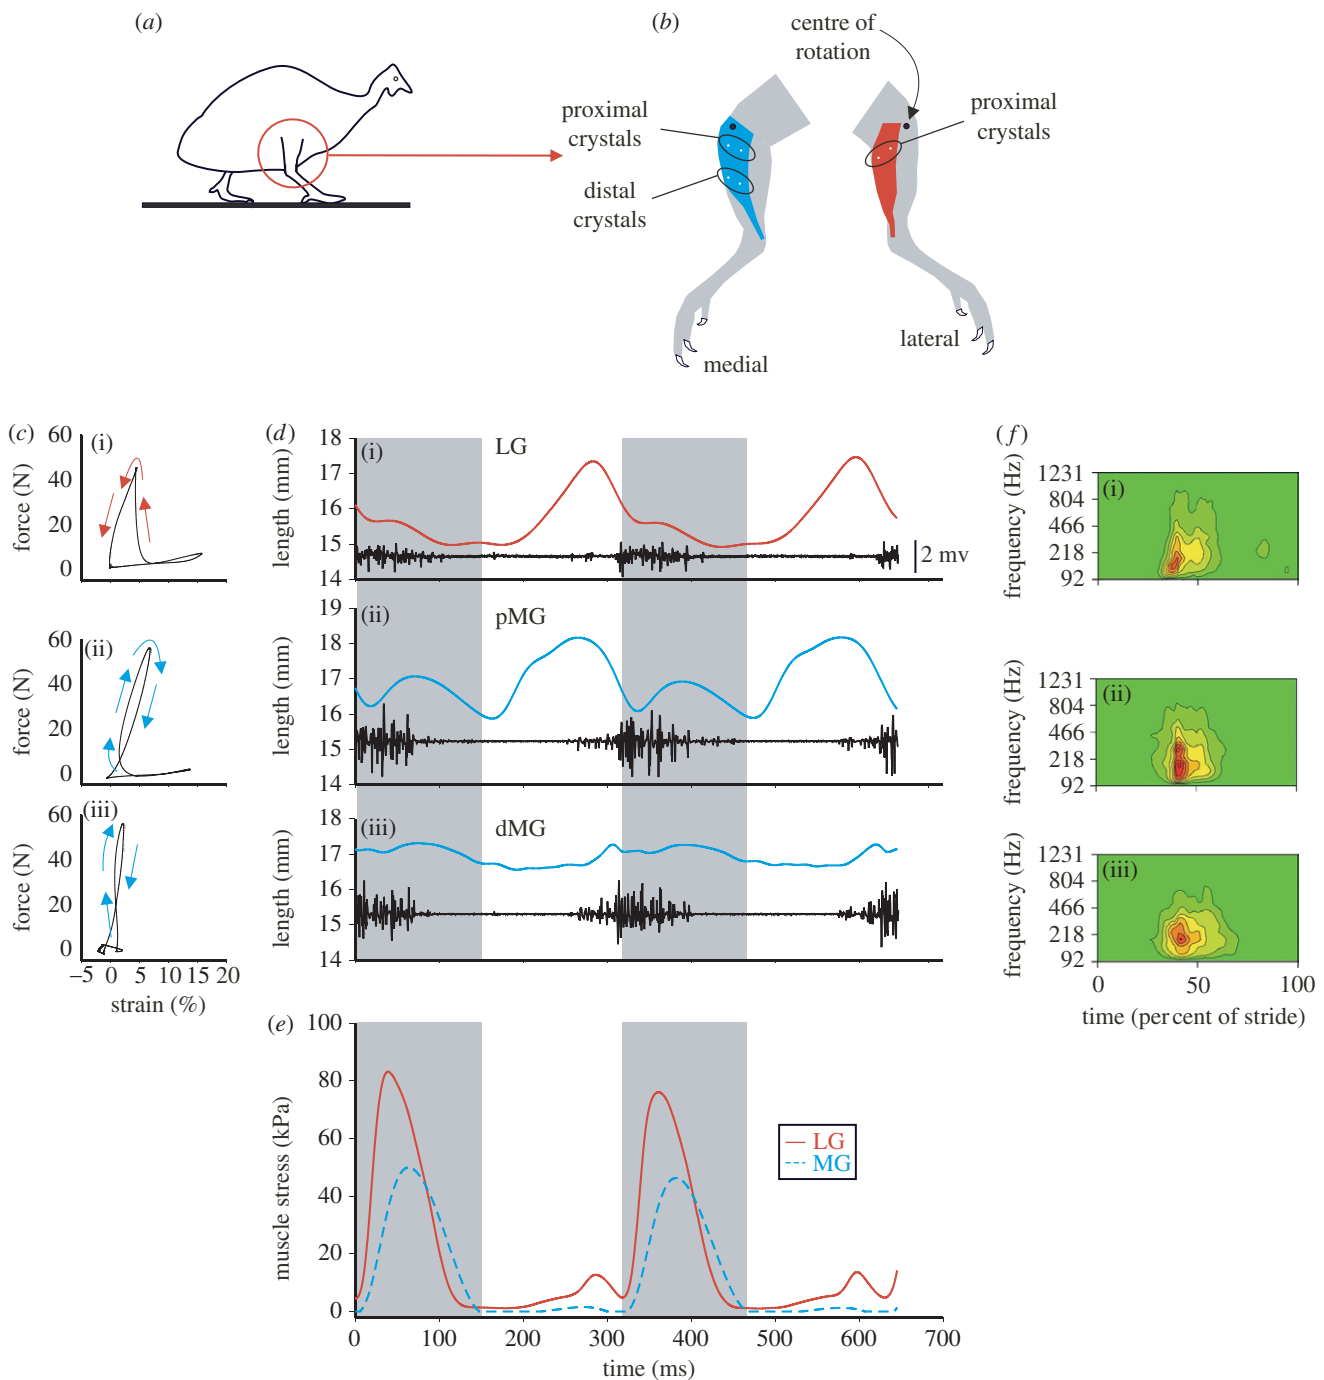 (a)
(b)
centre of
rotation
proximal
crystals
proximal
crystals
distal
crystals
lateral
medial
(c)
60
40
20
0
force (N)
(i)
60
40
20
0
force (N)
(ii)
60
40
20
0
force (N)
(iii)
–5 0 5 10 15 20
strain (%)
(d)
18
17
16
15
14
length (mm)
(i)
LG
2 mv
19
18
17
16
15
14
length (mm)
(ii)
pMG
18
17
16
15
14
length (mm)
(iii)
dMG
(e)
100
80
60
40
20
0
muscle stress (kPa)
LG
MG
0 100 200 300 400 500 600 700
time (ms)
(f)
1231
804
466
218
92
frequency (Hz)
(i)
1231
804
466
218
92
frequency (Hz)
(ii)
1231
804
466
218
92
frequency (Hz)
(iii)
0 50 100
time (per cent of stride)